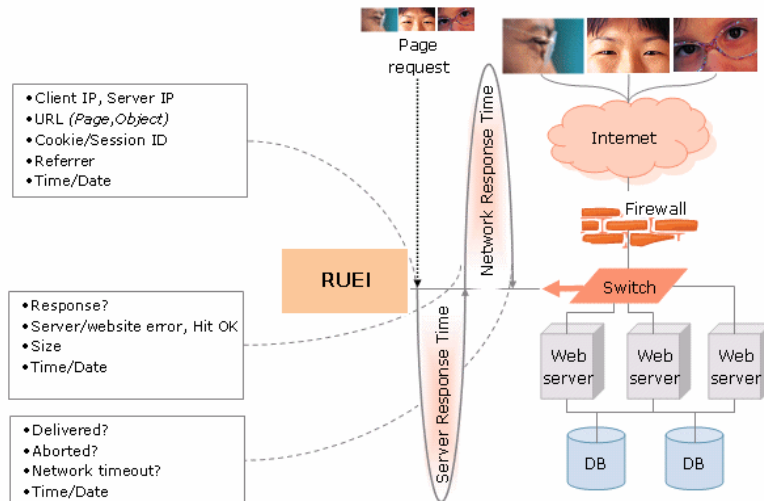 Page
request
• Client IP, Server IP
• URL (Page,Object)
• Cookie/Session ID
• Referrer
• Time/Date
Network Response Time
Internet
Firewall
RUEI
Switch
• Response?
• Server/website error, Hit OK
• Size
• Time/Date
Server Response Time
Web
server
Web
server
Web
server
• Delivered?
• Aborted?
• Network timeout?
• Time/Date
DB
DB